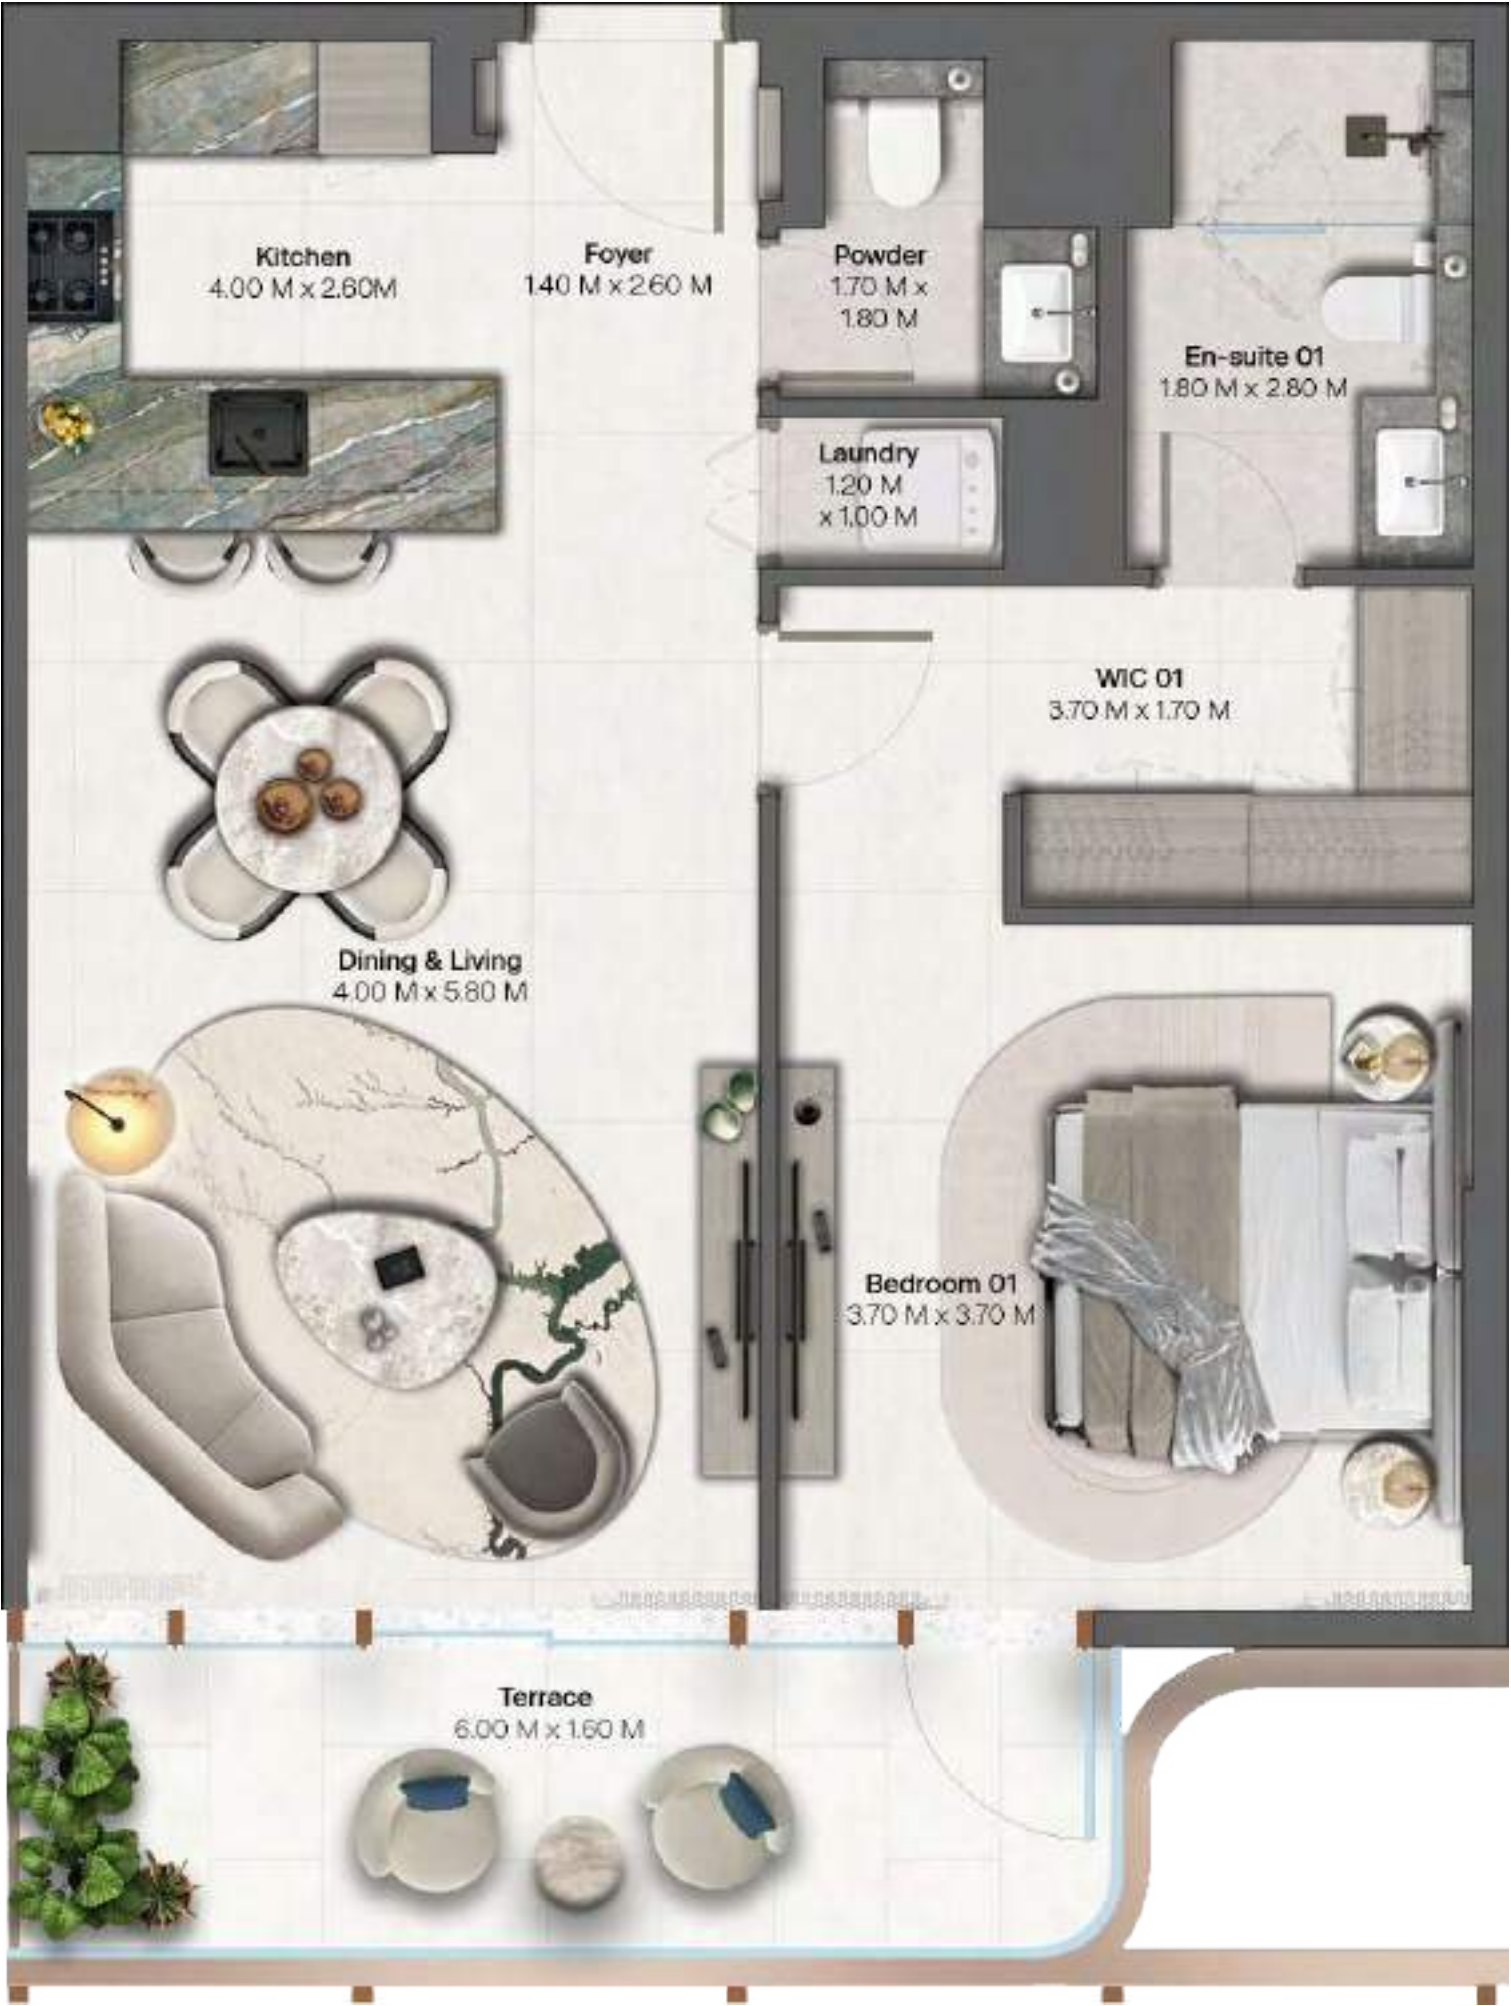 Kitchen
4.00 M x 2.60M
Foyer
1.40 M x 2.60 M
Powder
1.70 M x
1.80 M
En-suite 01
1.80 M x 2.80 M
Laundry
1.20 M
x 1.00 M
WIC 01
3.70 M x 1.70 M
Dining & Living
4.00 M x 5.80 M
Bedroom 01
3.70 M x 3.70 M
Terrace
6.00 M x 1.60 M